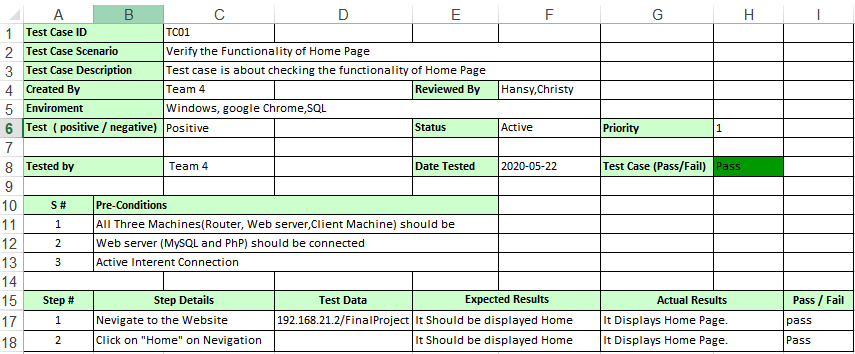 A B C D E F G H I
1 Test Case ID TC01
2 Test Case Scenario Verify the Functionality of Home Page
3 Test Case Description Test case is about checking the functionality of Home Page
4 Created By Team 4 Reviewed By Hansy,Christy
5 Enviroment Windows, google Chrome,SQL
6 Test ( positive / negative) Positive Status Active Priority 1
7
8 Tested by Team 4 Date Tested 2020-05-22 Test Case (Pass/Fail) Pass
9
10 S # Pre-Conditions
11 1 All Three Machines(Router, Web server,Client Machine) should be
12 2 Web server (MySQL and PhP) should be connected
13 3 Active Interent Connection
14
15 Step # Step Details Test Data Expected Results Actual Results Pass / Fail
17 1 Nevigate to the Website 192.168.21.2/FinalProject It Should be displayed Home It Displays Home Page. pass
18 2 Click on "Home" on Nevigation It Should be displayed Home It Displays Home Page. Pass